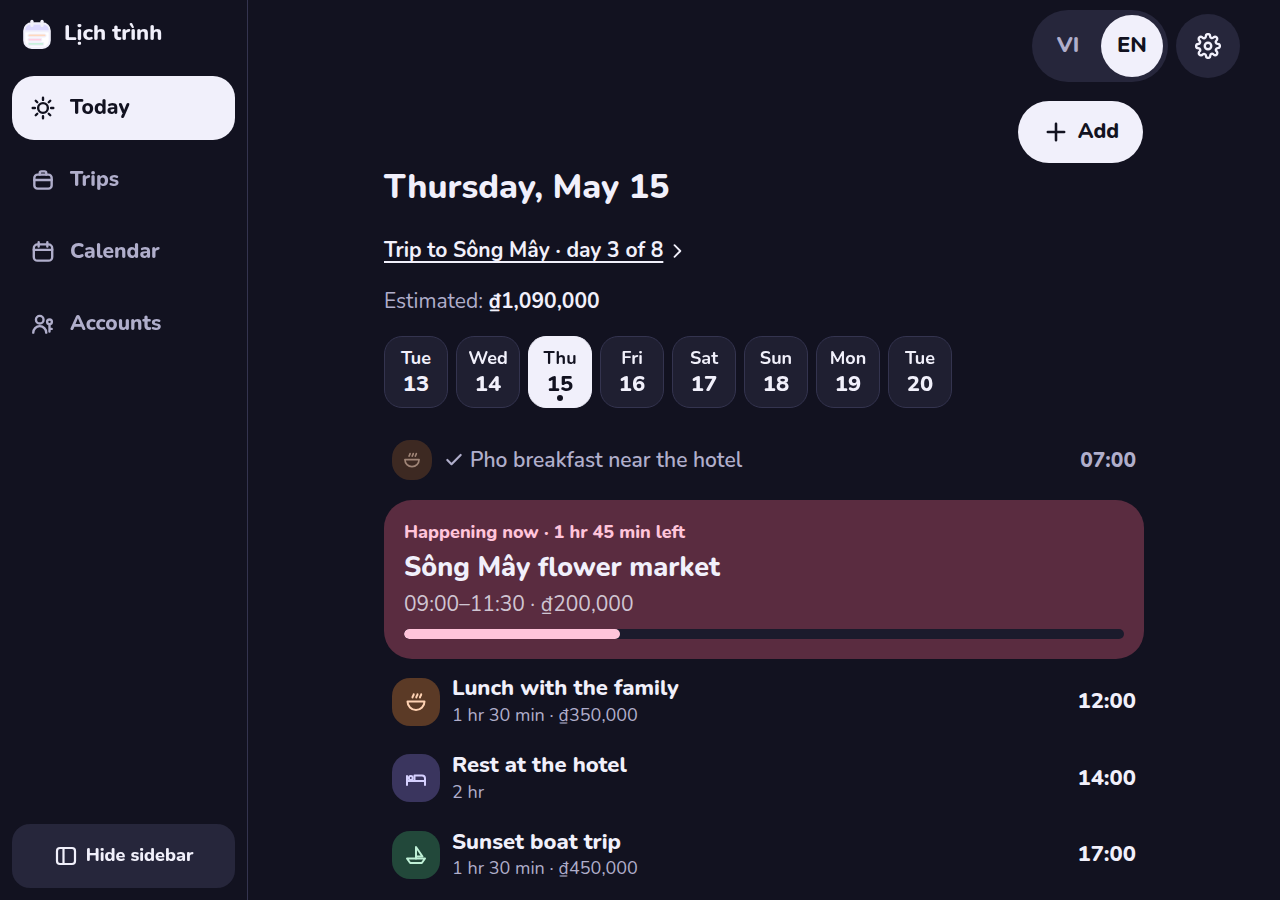 Lịch trình
VI
EN
Today
Trips
Calendar
Accounts
Hide sidebar
Add
Thursday, May 15
Trip to Sông Mây · day 3 of 8
Estimated: ₫1,090,000
Tue 13
Wed 14
Thu 15
Fri 16
Sat 17
Sun 18
Mon 19
Tue 20
Pho breakfast near the hotel 07:00
Happening now · 1 hr 45 min left
Sông Mây flower market
09:00–11:30 · ₫200,000
Lunch with the family 12:00
1 hr 30 min · ₫350,000
Rest at the hotel 14:00
2 hr
Sunset boat trip 17:00
1 hr 30 min · ₫450,000